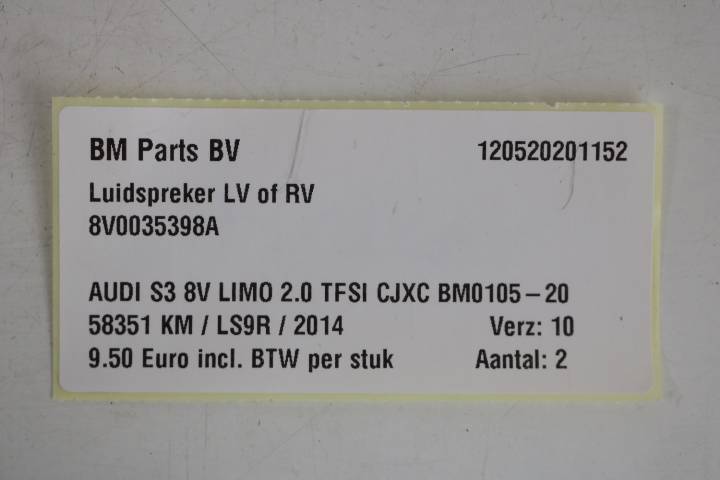 BM Parts BV 120520201152
Luidspreker LV of RV
8V0035398A
AUDI S3 8V LIMO 2.0 TFSI CJXC BM0105-20
58351 KM / LS9R / 2014 Verz: 10
9.50 Euro incl. BTW per stuk Aantal: 2